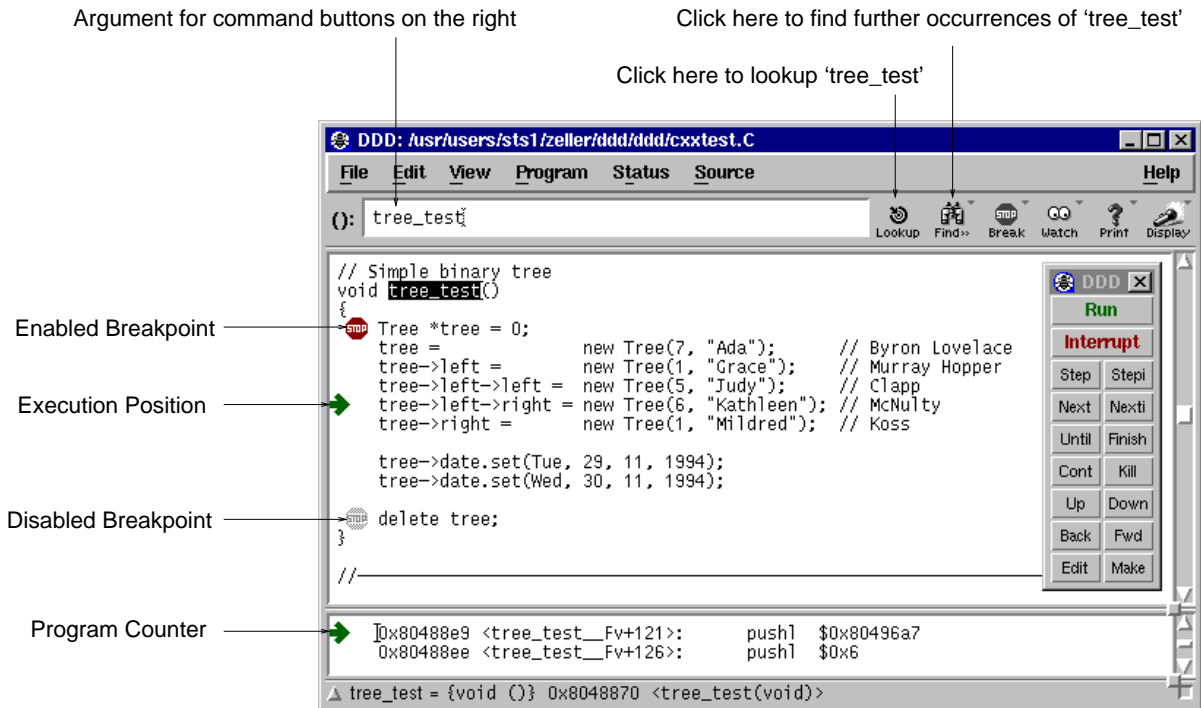 Argument for command buttons on the right
Click here to find further occurrences of ‘tree_test’
Click here to lookup ‘tree_test’
DDD: /usr/users/sts1/zeller/ddd/ddd/cxxtest.C
File Edit View Program Status Source Help
(): tree_test
Lookup Find>> Break Watch Print Display
STOP
// Simple binary tree
void tree_test()
{
Enabled Breakpoint
STOP Tree *tree = 0;
tree = new Tree(7, "Ada"); // Byron Lovelace
tree->left = new Tree(1, "Grace"); // Murray Hopper
tree->left->left = new Tree(5, "Judy"); // Clapp
Execution Position
tree->left->right = new Tree(6, "Kathleen"); // McNulty
tree->right = new Tree(1, "Mildred"); // Koss
tree->date.set(Tue, 29, 11, 1994);
tree->date.set(Wed, 30, 11, 1994);
Disabled Breakpoint
STOP delete tree;
}
//
DDD
Run
Interrupt
Step Stepi
Next Nexti
Until Finish
Cont Kill
Up Down
Back Fwd
Edit Make
Program Counter
0x80488e9 <tree_test__Fv+121>: pushl $0x80496a7
0x80488ee <tree_test__Fv+126>: pushl $0x6
tree_test = {void ()} 0x8048870 <tree_test(void)>